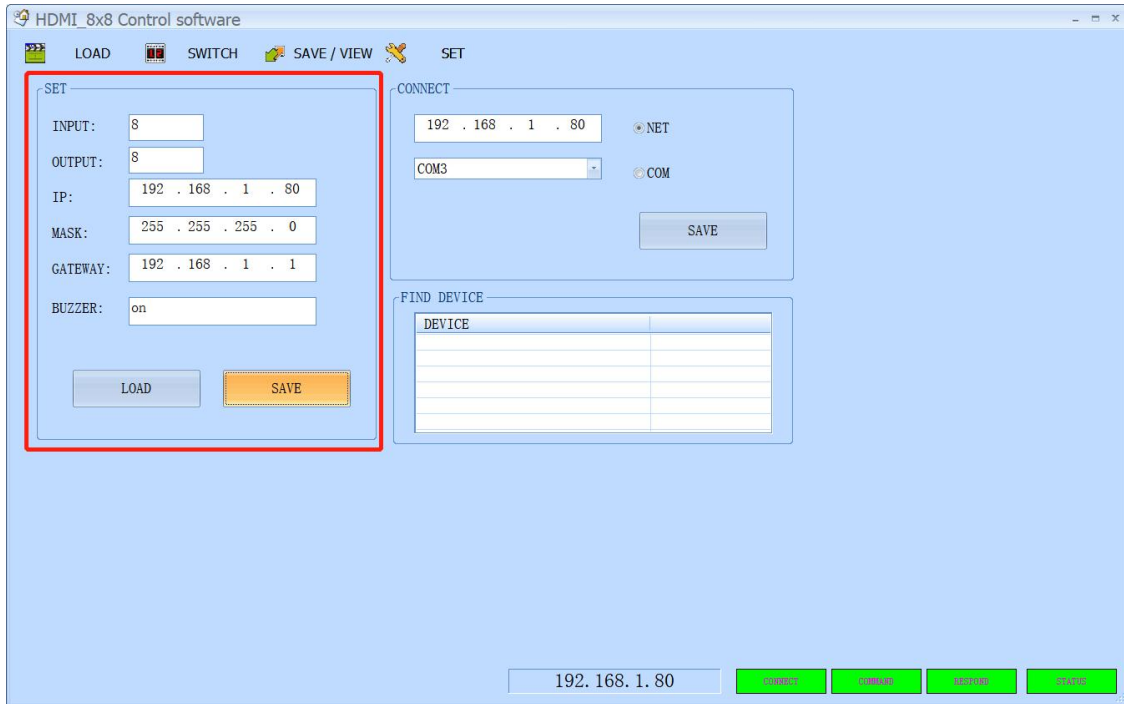 HDMI_8x8 Control software
LOAD SWITCH SAVE / VIEW SET
SET
INPUT: 8
OUTPUT: 8
IP: 192 . 168 . 1 . 80
MASK: 255 . 255 . 255 . 0
GATEWAY: 192 . 168 . 1 . 1
BUZZER: on
LOAD SAVE
CONNECT
192 . 168 . 1 . 80 NET
COM3 COM
SAVE
FIND DEVICE
DEVICE
192. 168. 1. 80 CONNECT COMMAND RESPOND STATUS